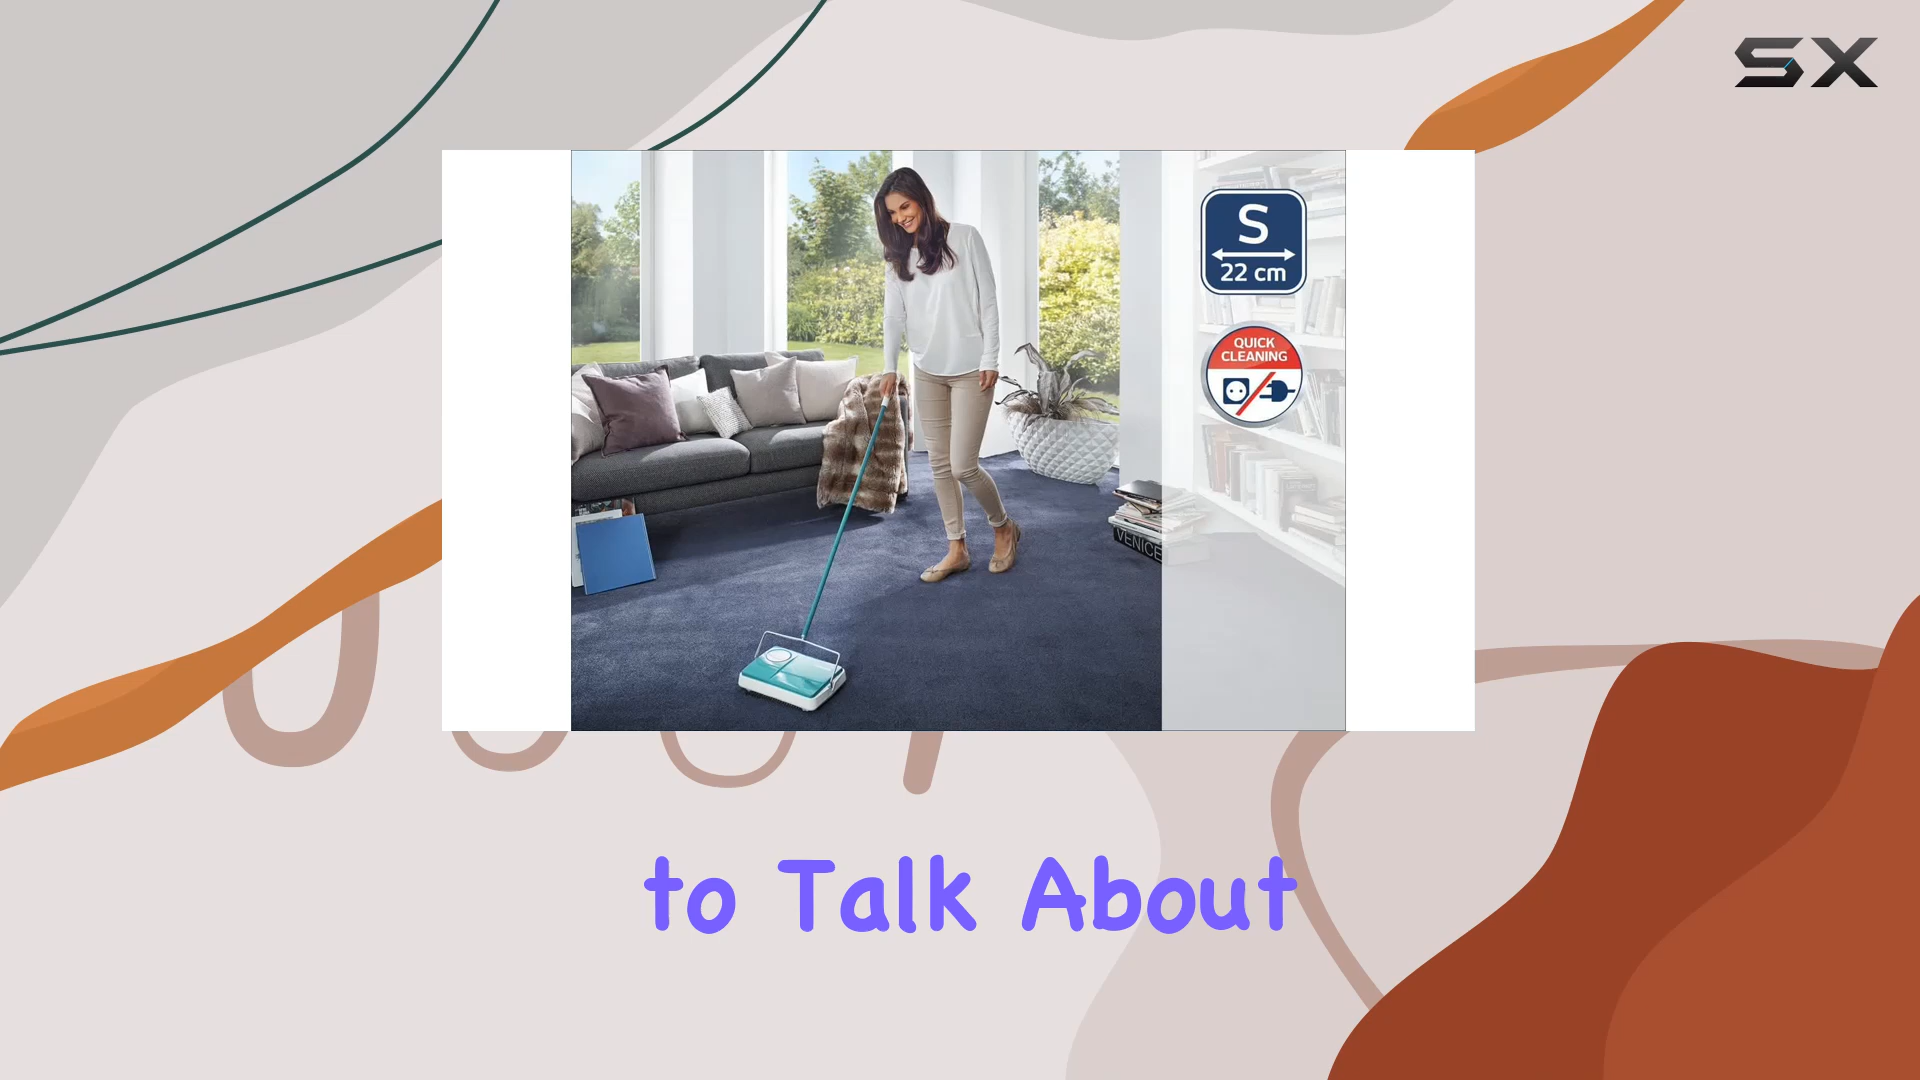 SX
S
22 cm
QUICK
CLEANING
VENICE
to Talk About